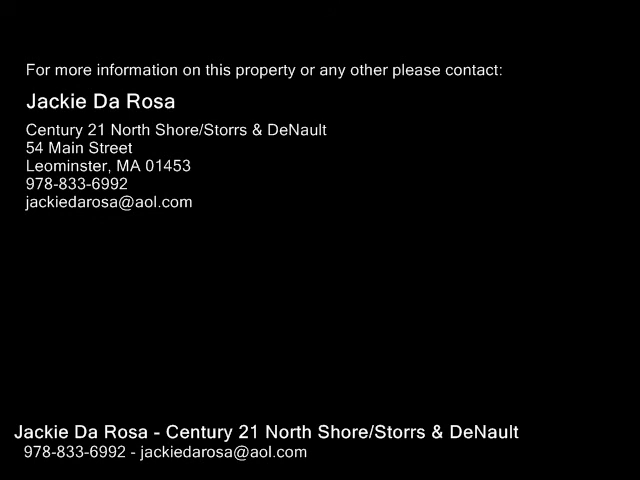 For more information on this property or any other please contact:
Jackie Da Rosa
Century 21 North Shore/Storrs & DeNault
54 Main Street
Leominster, MA 01453
978-833-6992
jackiedarosa@aol.com
Jackie Da Rosa - Century 21 North Shore/Storrs & DeNault
978-833-6992 - jackiedarosa@aol.com